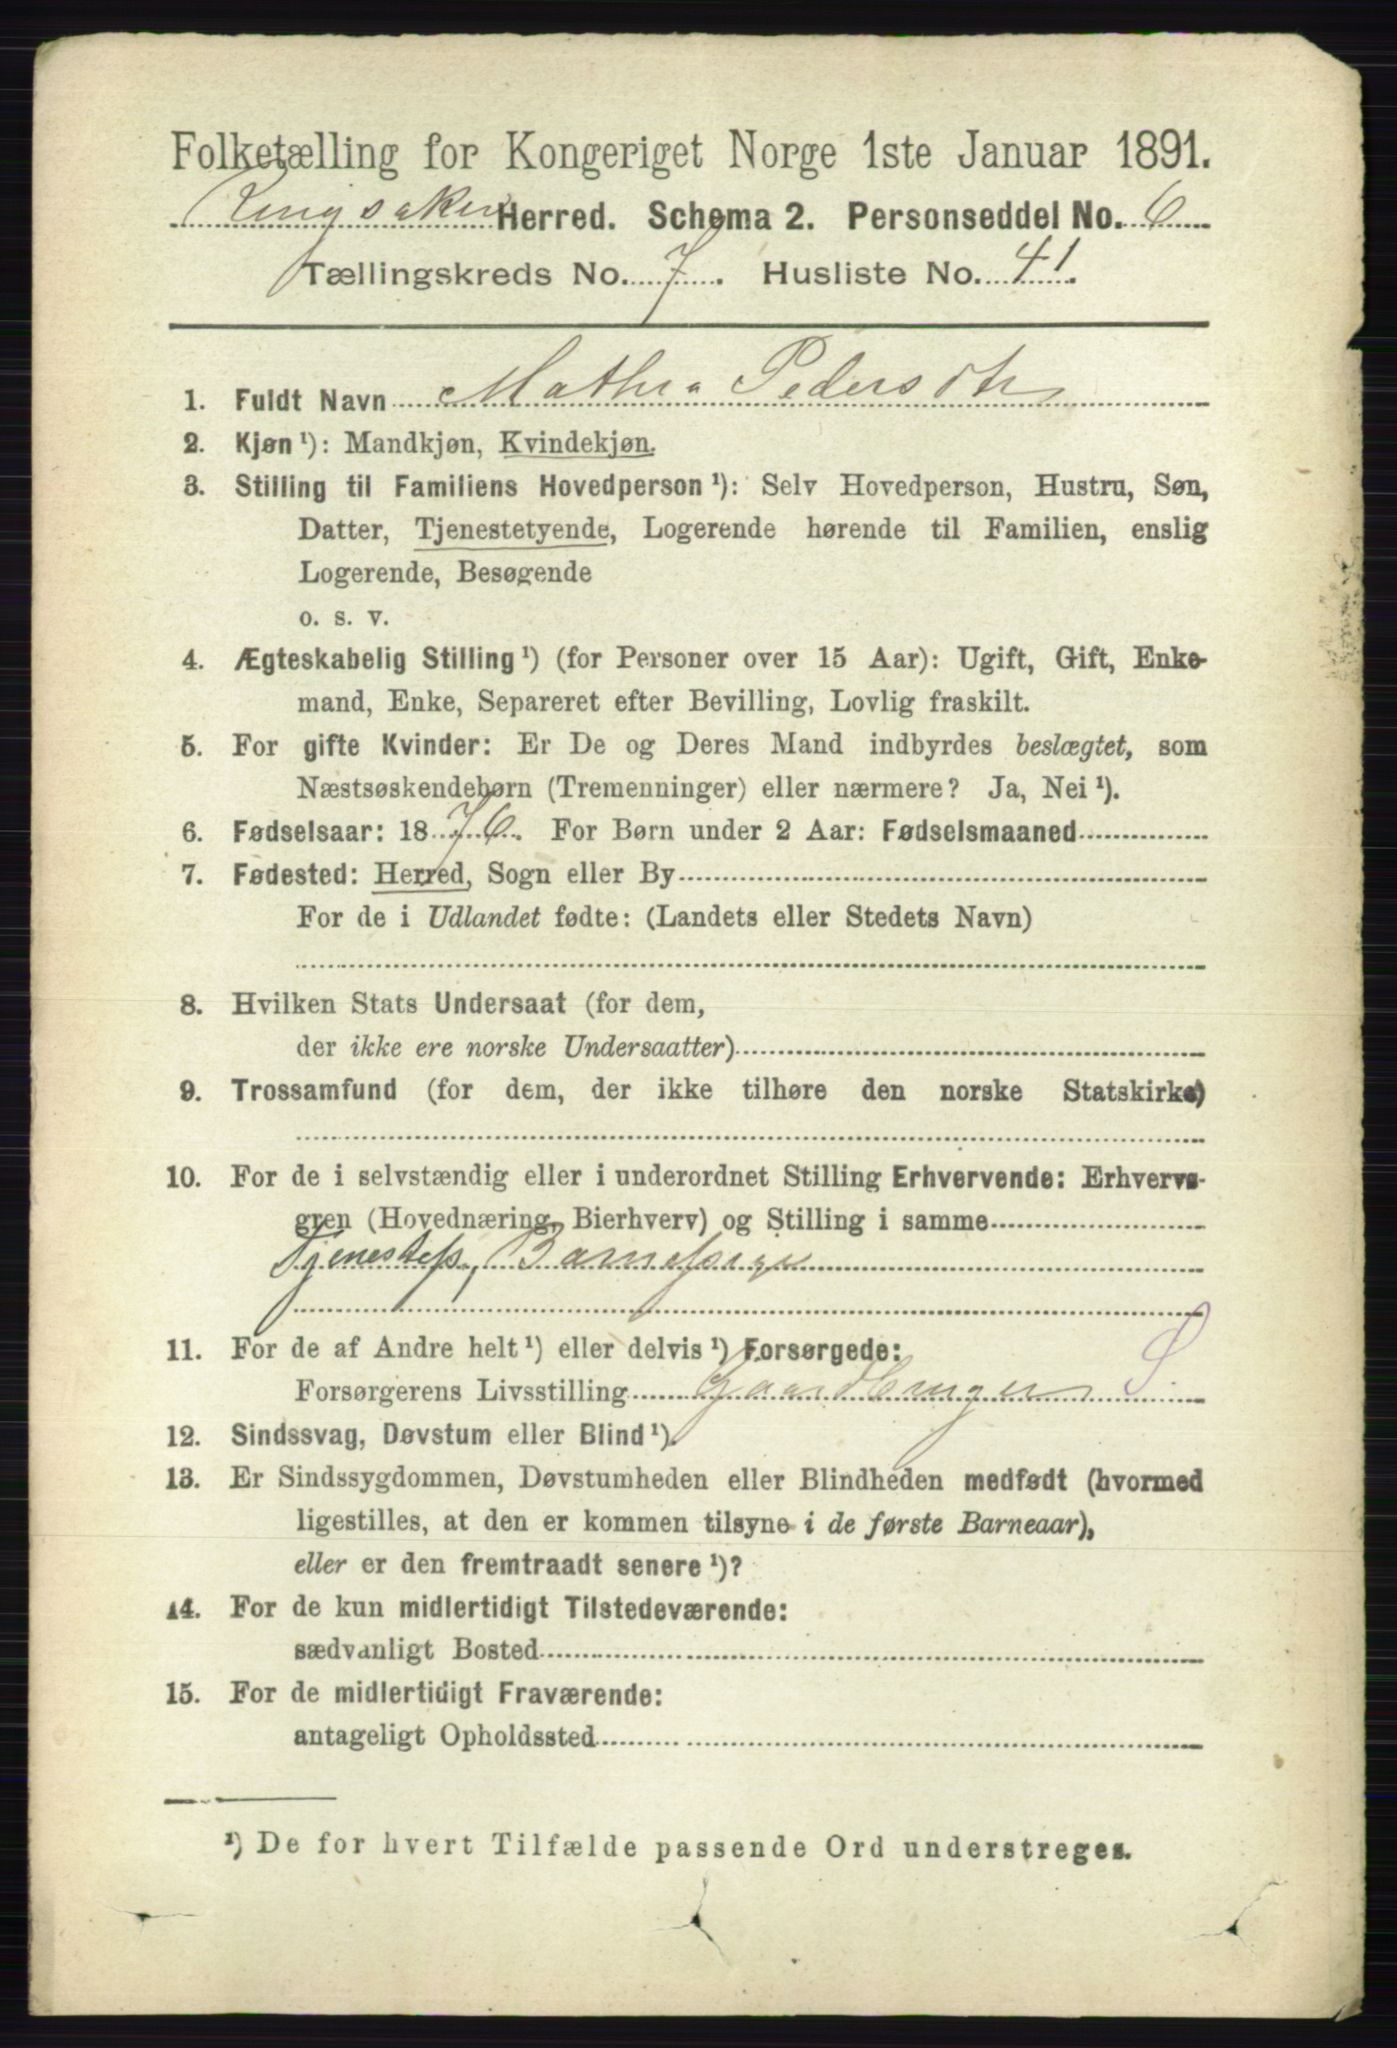 Folketælling for Kongeriget Norge 1ste Januar 1891.
Ringsaker Herred. Schema 2. Personseddel No. 6
Tællingskreds No. 7. Husliste No. 41.
1. Fuldt Navn Mathea Pedersdtr
2. Kjøn ¹): Mandkjøn, Kvindekjøn.
3. Stilling til Familiens Hovedperson ¹): Selv Hovedperson, Hustru, Søn,
Datter, Tjenestetyende, Logerende hørende til Familien, enslig
Logerende, Besøgende
o. s. v.
4. Ægteskabelig Stilling ¹) (for Personer over 15 Aar): Ugift, Gift, Enke-
mand, Enke, Separeret efter Bevilling, Lovlig fraskilt.
5. For gifte Kvinder: Er De og Deres Mand indbyrdes beslægtet, som
Næstsøskendebørn (Tremenninger) eller nærmere? Ja, Nei ¹).
6. Fødselsaar: 1876. For Børn under 2 Aar: Fødselsmaaned
7. Fødested: Herred, Sogn eller By
For de i Udlandet fødte: (Landets eller Stedets Navn)
8. Hvilken Stats Undersaat (for dem,
der ikke ere norske Undersaatter)
9. Trossamfund (for dem, der ikke tilhøre den norske Statskirke)
10. For de i selvstændig eller i underordnet Stilling Erhvervende: Erhvervs-
gren (Hovednæring, Bierhverv) og Stilling i samme
Barnepige
11. For de af Andre helt ¹) eller delvis ¹) Forsørgede:
Forsørgerens Livsstilling Gaardbruger S.
12. Sindssvag, Døvstum eller Blind ¹).
13. Er Sindssygdommen, Døvstumheden eller Blindheden medfødt (hvormed
ligestilles, at den er kommen tilsyne i de første Barneaar),
eller er den fremtraadt senere ¹)?
14. For de kun midlertidigt Tilstedeværende:
sædvanligt Bosted
15. For de midlertidigt Fraværende:
antageligt Opholdssted
¹) De for hvert Tilfælde passende Ord understreges.